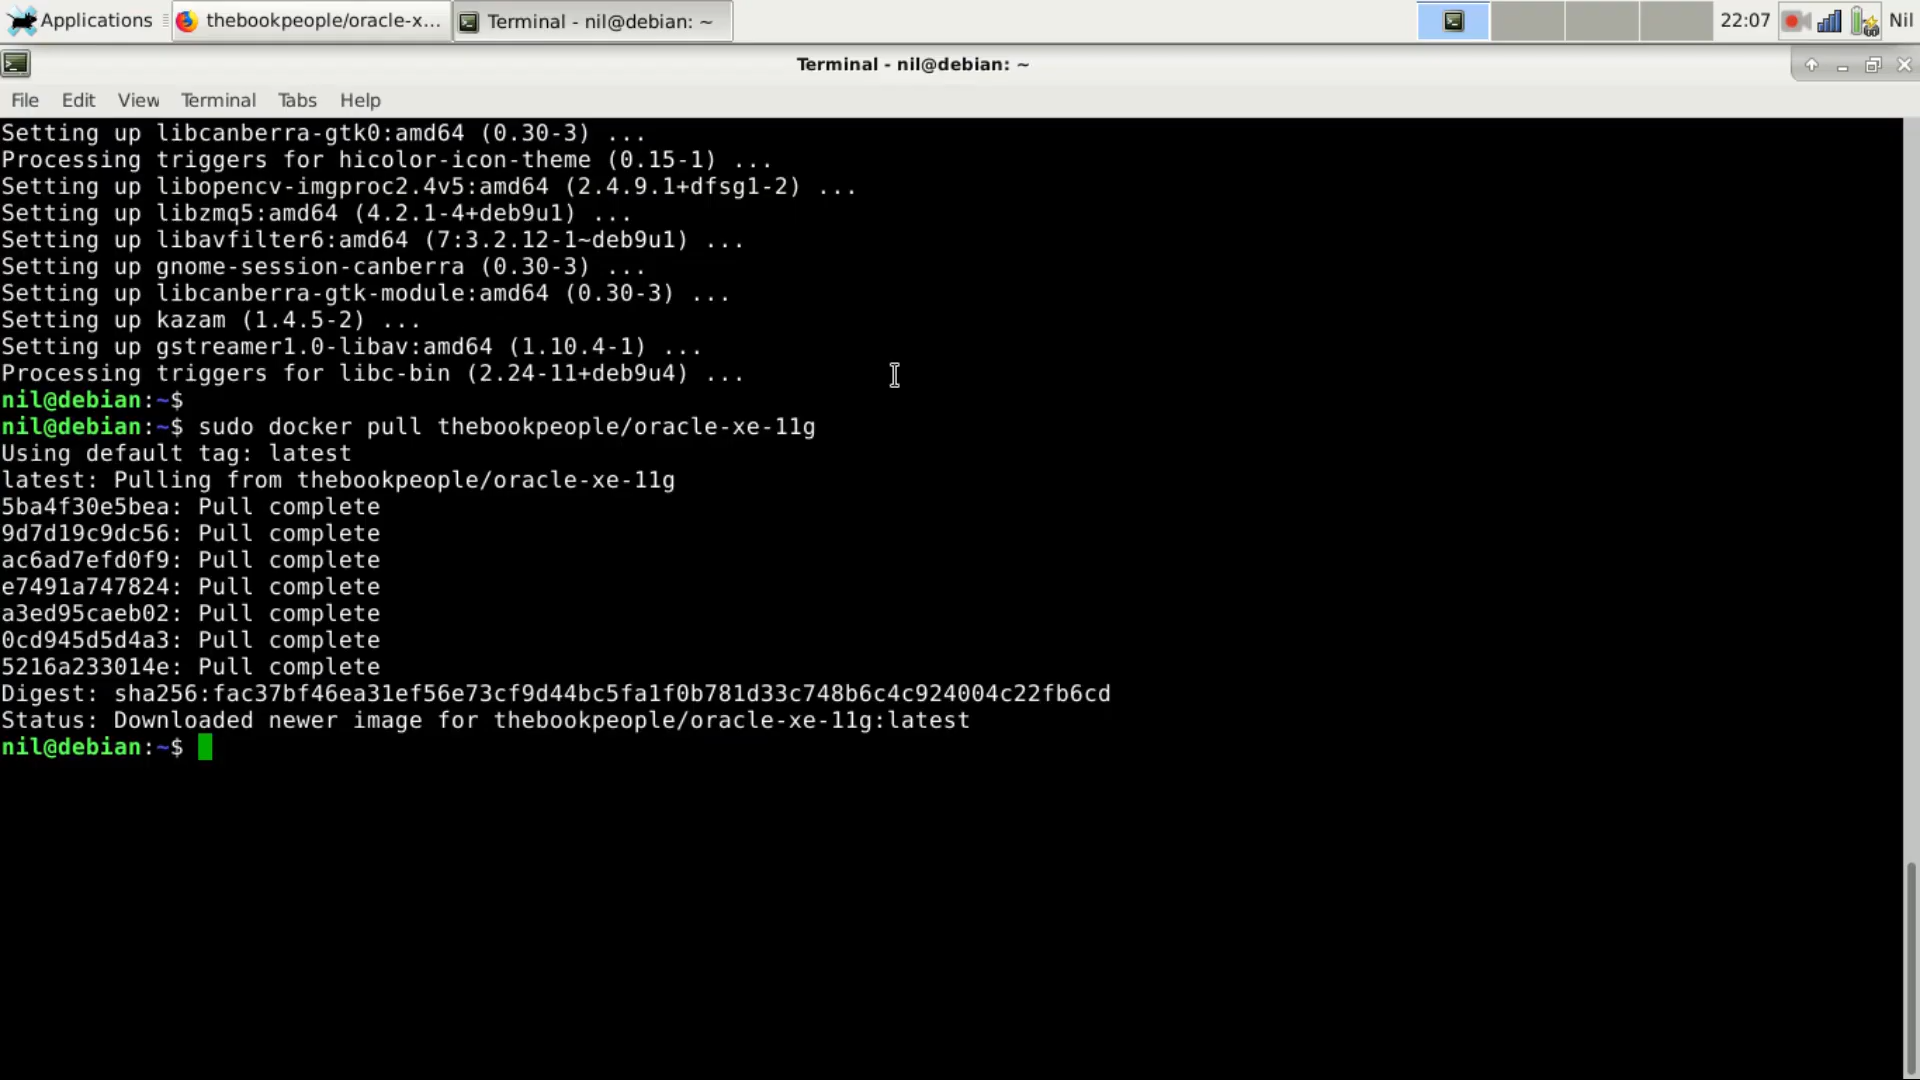 Applications thebookpeople/oracle-x... Terminal - nil@debian: ~ 22:07 Nil
Terminal - nil@debian: ~
File Edit View Terminal Tabs Help
Setting up libcanberra-gtk0:amd64 (0.30-3) ...
Processing triggers for hicolor-icon-theme (0.15-1) ...
Setting up libopencv-imgproc2.4v5:amd64 (2.4.9.1+dfsg1-2) ...
Setting up libzmq5:amd64 (4.2.1-4+deb9u1) ...
Setting up libavfilter6:amd64 (7:3.2.12-1~deb9u1) ...
Setting up gnome-session-canberra (0.30-3) ...
Setting up libcanberra-gtk-module:amd64 (0.30-3) ...
Setting up kazam (1.4.5-2) ...
Setting up gstreamer1.0-libav:amd64 (1.10.4-1) ...
Processing triggers for libc-bin (2.24-11+deb9u4) ...
nil@debian:~$
nil@debian:~$ sudo docker pull thebookpeople/oracle-xe-11g
Using default tag: latest
latest: Pulling from thebookpeople/oracle-xe-11g
5ba4f30e5bea: Pull complete
9d7d19c9dc56: Pull complete
ac6ad7efd0f9: Pull complete
e7491a747824: Pull complete
a3ed95caeb02: Pull complete
0cd945d5d4a3: Pull complete
5216a233014e: Pull complete
Digest: sha256:fac37bf46ea31ef56e73cf9d44bc5fa1f0b781d33c748b6c4c924004c22fb6cd
Status: Downloaded newer image for thebookpeople/oracle-xe-11g:latest
nil@debian:~$